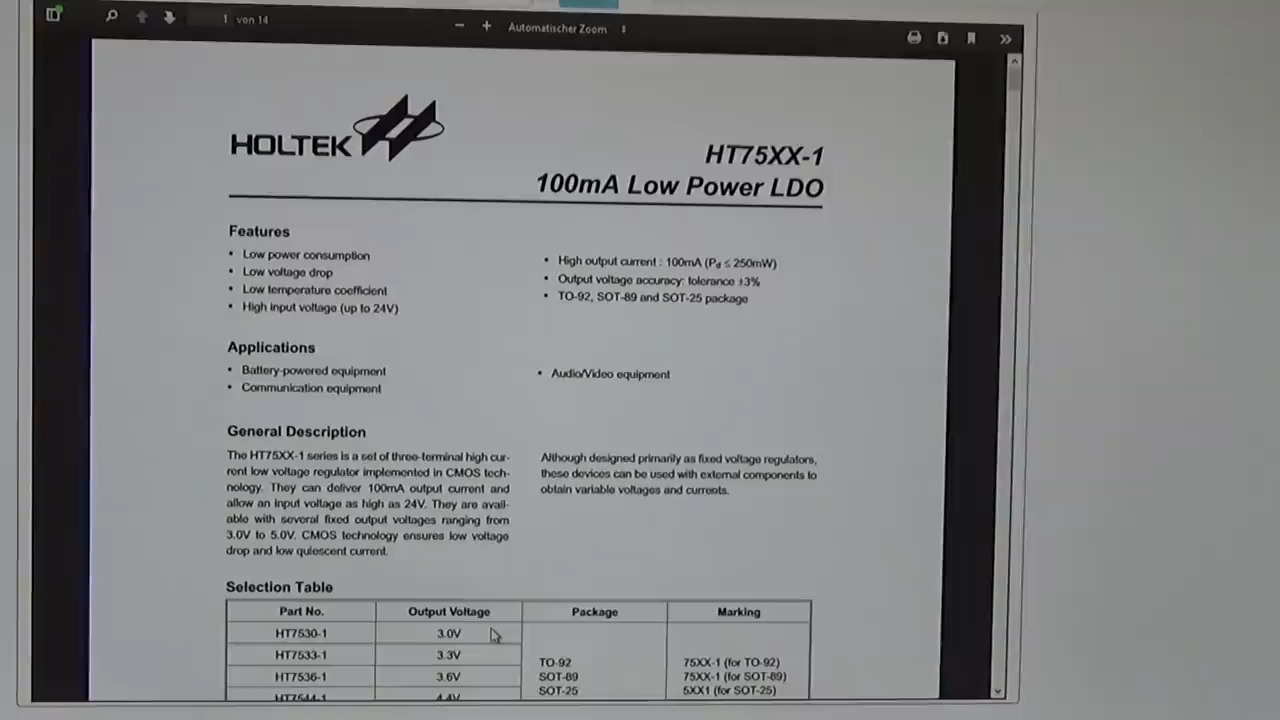 1 von 14
Automatischer Zoom
HOLTEK
HT75XX-1
100mA Low Power LDO
Features
• Low power consumption
• Low voltage drop
• Low temperature coefficient
• High input voltage (up to 24V)
• High output current : 100mA (Pd ≤ 250mW)
• Output voltage accuracy: tolerance ±3%
• TO-92, SOT-89 and SOT-25 package
Applications
• Battery-powered equipment
• Communication equipment
• Audio/Video equipment
General Description
The HT75XX-1 series is a set of three-terminal high cur-
rent low voltage regulator implemented in CMOS tech-
nology. They can deliver 100mA output current and
allow an input voltage as high as 24V. They are avail-
able with several fixed output voltages ranging from
3.0V to 5.0V. CMOS technology ensures low voltage
drop and low quiescent current.
Although designed primarily as fixed voltage regulators,
these devices can be used with external components to
obtain variable voltages and currents.
Selection Table
Part No. Output Voltage Package Marking
HT7530-1 3.0V
HT7533-1 3.3V
HT7536-1 3.6V
HT7544-1 4.4V
TO-92 75XX-1 (for TO-92)
SOT-89 75XX-1 (for SOT-89)
SOT-25 5XX1 (for SOT-25)